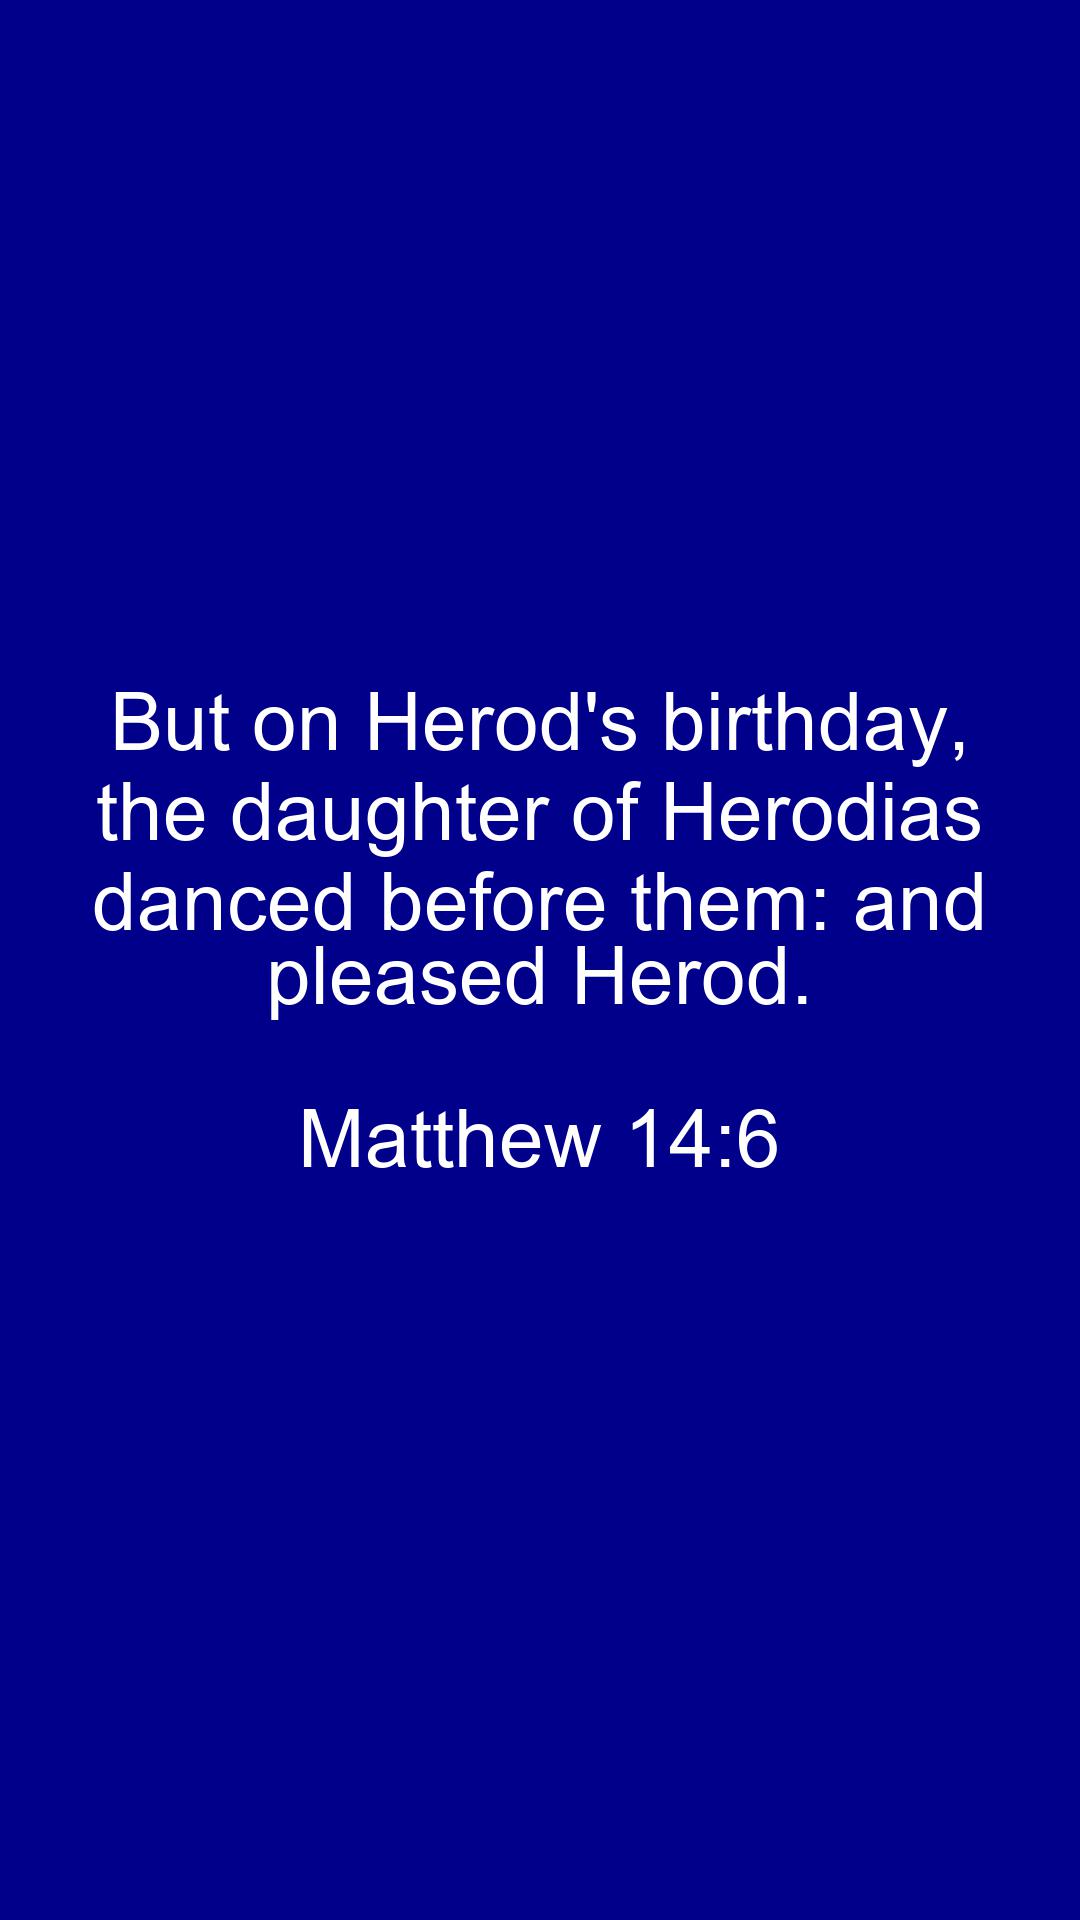 But on Herod's birthday,
the daughter of Herodias
danced before them: and
pleased Herod.
Matthew 14:6